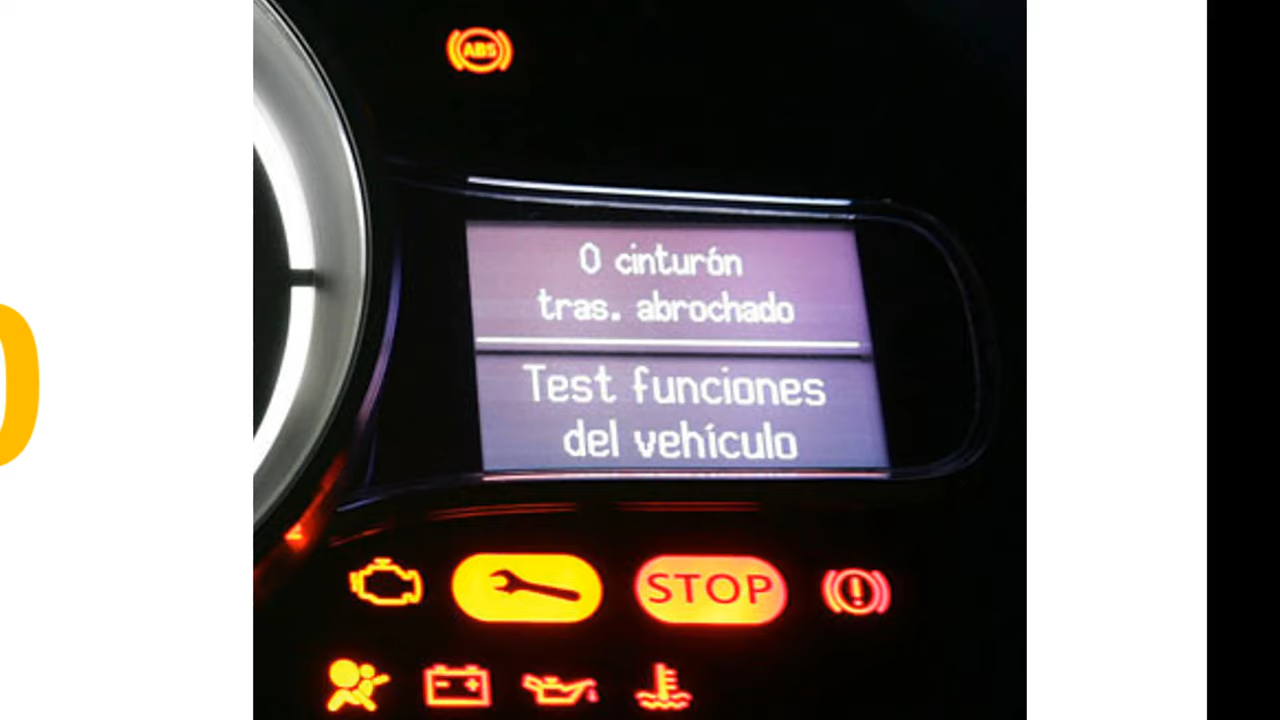 ABS
0 cinturón
tras. abrochado
Test funciones
del vehículo
STOP